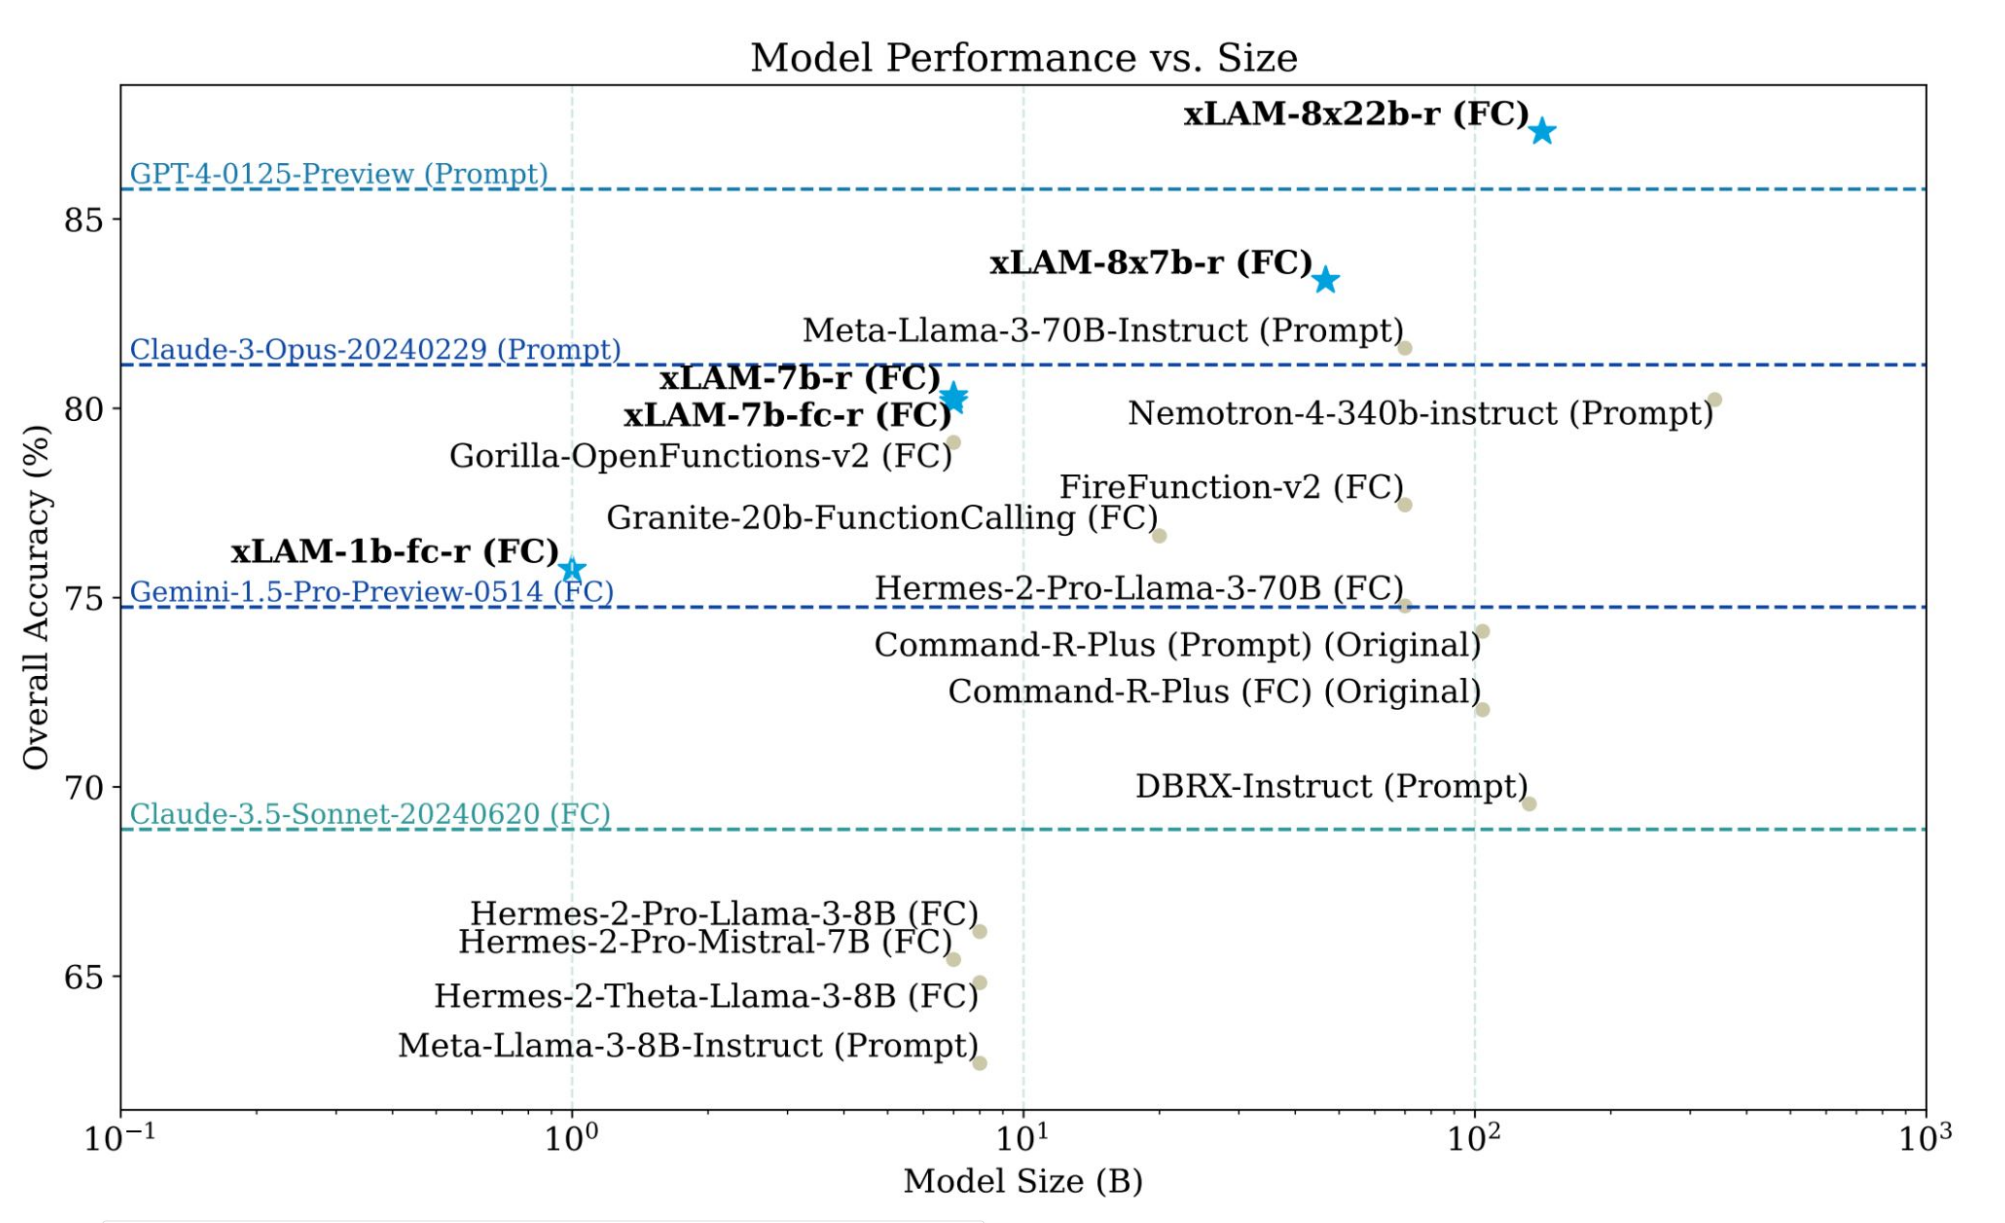 Model Performance vs. Size
xLAM-8x22b-r (FC)
GPT-4-0125-Preview (Prompt)
85
xLAM-8x7b-r (FC)
Meta-Llama-3-70B-Instruct (Prompt)
Claude-3-Opus-20240229 (Prompt)
xLAM-7b-r (FC)
80
xLAM-7b-fc-r (FC)
Nemotron-4-340b-instruct (Prompt)
Gorilla-OpenFunctions-v2 (FC)
FireFunction-v2 (FC)
Granite-20b-FunctionCalling (FC)
xLAM-1b-fc-r (FC)
Gemini-1.5-Pro-Preview-0514 (FC)
75
Hermes-2-Pro-Llama-3-70B (FC)
Command-R-Plus (Prompt) (Original)
Command-R-Plus (FC) (Original)
Overall Accuracy (%)
70
DBRX-Instruct (Prompt)
Claude-3.5-Sonnet-20240620 (FC)
Hermes-2-Pro-Llama-3-8B (FC)
Hermes-2-Pro-Mistral-7B (FC)
65
Hermes-2-Theta-Llama-3-8B (FC)
Meta-Llama-3-8B-Instruct (Prompt)
10⁻¹ 10⁰ 10¹ 10² 10³
Model Size (B)